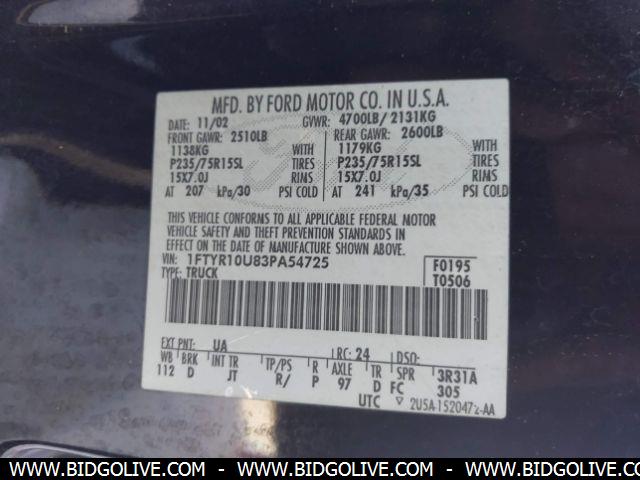 MFD. BY FORD MOTOR CO. IN U.S.A.
DATE: 11/02 GVWR: 4700LB/ 2131KG
FRONT GAWR: 2510LB REAR GAWR: 2600LB
1138KG WITH 1179KG WITH
P235/75R15SL TIRES P235/75R15SL TIRES
15X7.0J RIMS 15X7.0J RIMS
AT 207 kPa/30 PSI COLD AT 241 kPa/35 PSI COLD
THIS VEHICLE CONFORMS TO ALL APPLICABLE FEDERAL MOTOR
VEHICLE SAFETY AND THEFT PREVENTION STANDARDS IN
EFFECT ON THE DATE OF MANUFACTURE SHOWN ABOVE.
VIN: 1FTYR10U83PA54725 F0195
TYPE: TRUCK T0506
EXT PNT: UA RC: 24 DSO:
WB BRK INT TR TP/PS R AXLE TR SPR 3R31A
112 D JT R/ P 97 D FC 305
UTC ▽ 2U5A-1520472-AA
WWW.BIDGOLIVE.COM - WWW.BIDGOLIVE.COM - WWW.BIDGOLIVE.COM - WWW.BIDGOLIVE.COM